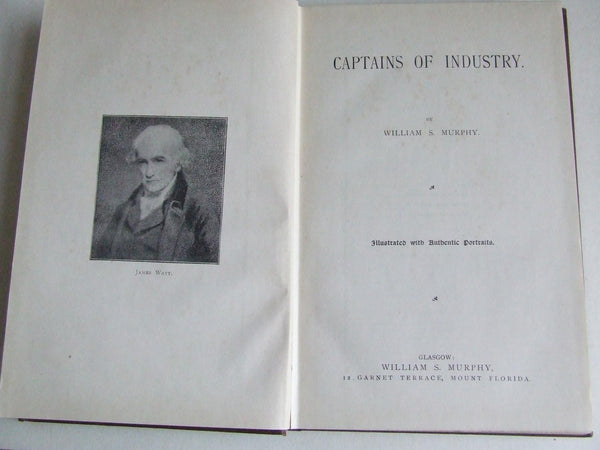 James Watt.
CAPTAINS OF INDUSTRY.
BY
WILLIAM S. MURPHY.
Illustrated with Authentic Portraits.
GLASGOW:
WILLIAM S. MURPHY,
12 GARNET TERRACE, MOUNT FLORIDA.